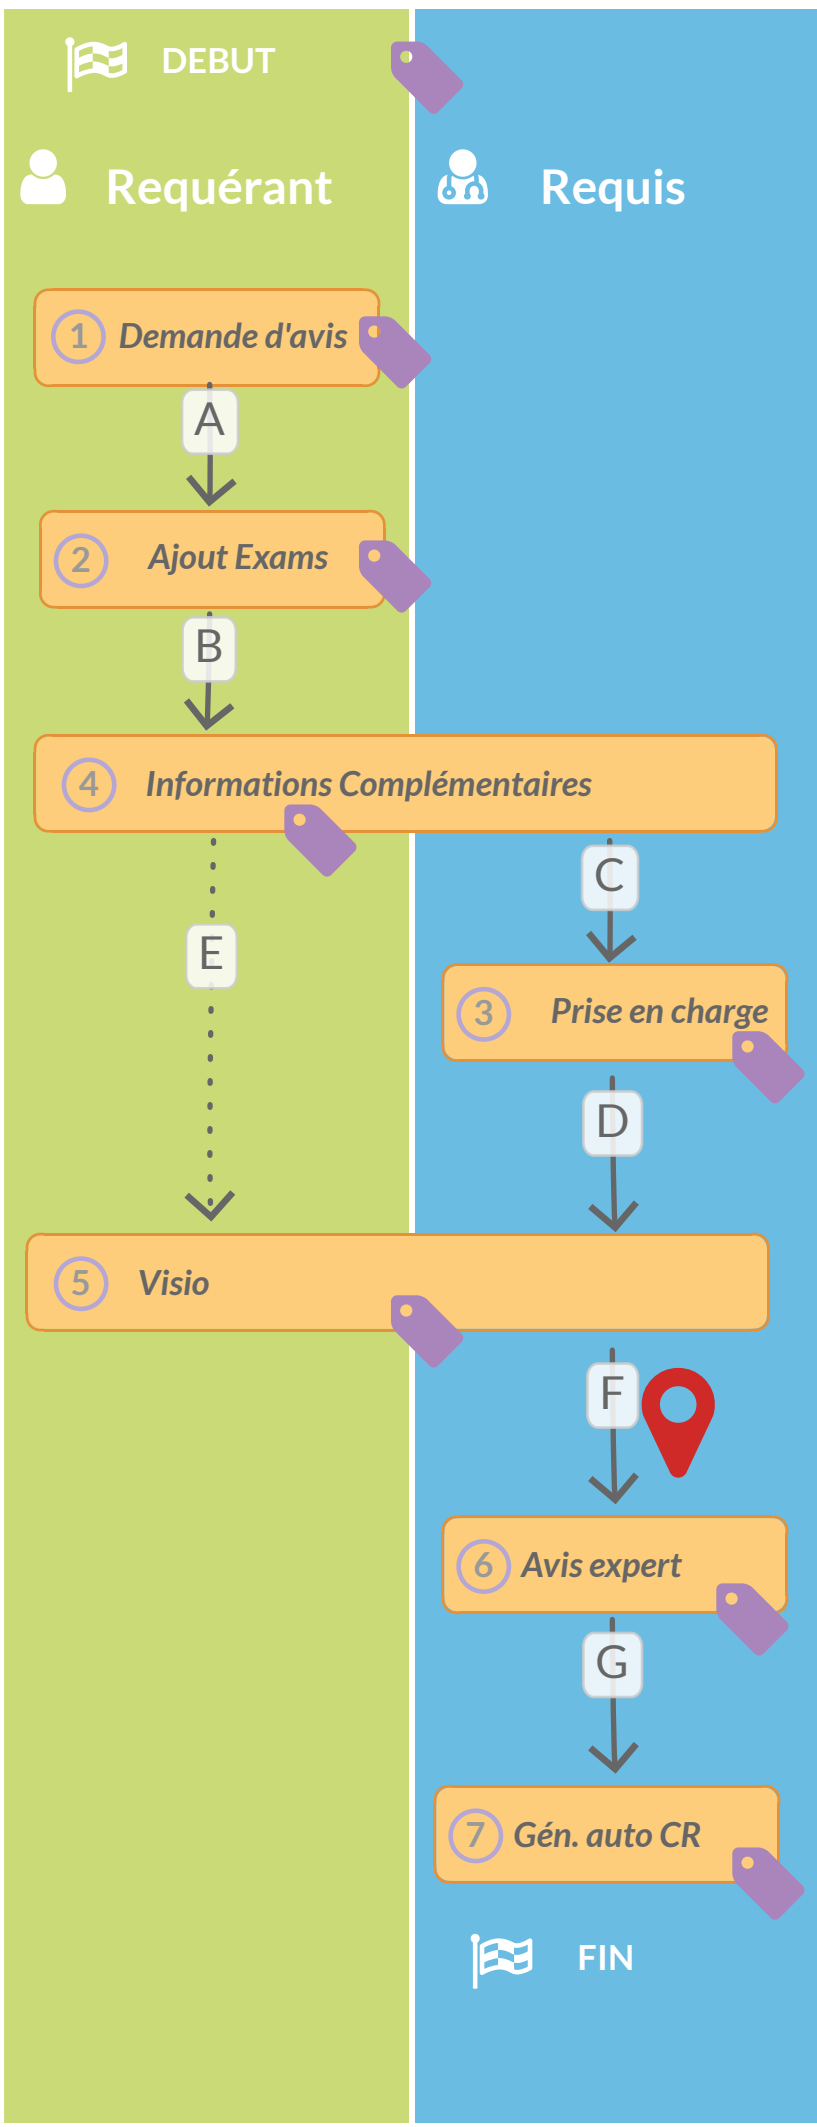 DEBUT
Requérant
Requis
1 Demande d'avis
A
2 Ajout Exams
B
4 Informations Complémentaires
C
E
3 Prise en charge
D
5 Visio
F
6 Avis expert
G
7 Gén. auto CR
FIN